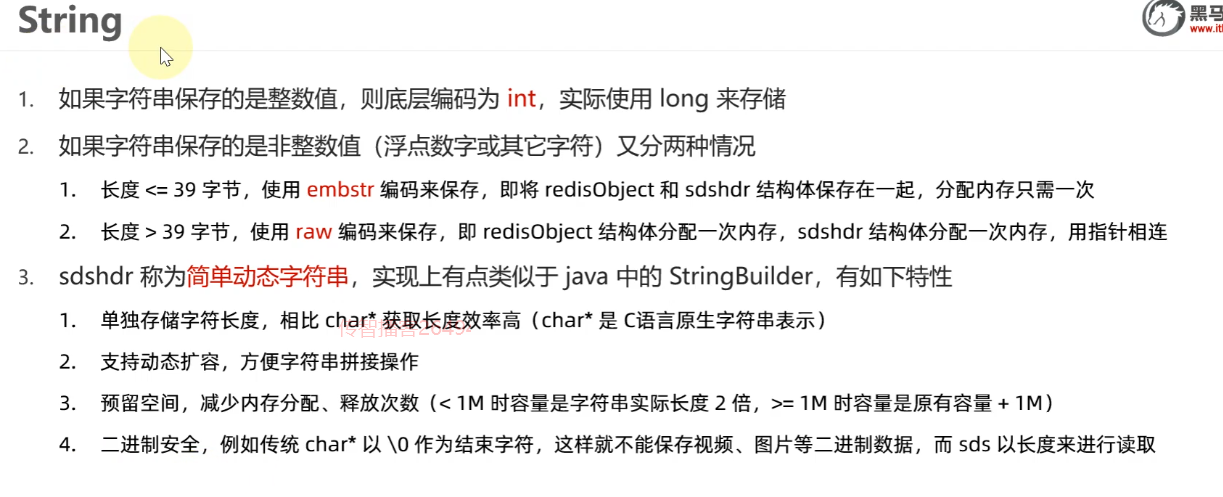 String
黑马
www.itl
1. 如果字符串保存的是整数值，则底层编码为 int，实际使用 long 来存储
2. 如果字符串保存的是非整数值（浮点数字或其它字符）又分两种情况
1. 长度 <= 39 字节，使用 embstr 编码来保存，即将 redisObject 和 sdshdr 结构体保存在一起，分配内存只需一次
2. 长度 > 39 字节，使用 raw 编码来保存，即 redisObject 结构体分配一次内存，sdshdr 结构体分配一次内存，用指针相连
3. sdshdr 称为简单动态字符串，实现上有点类似于 java 中的 StringBuilder，有如下特性
1. 单独存储字符长度，相比 char* 获取长度效率高（char* 是 C语言原生字符串表示）
2. 支持动态扩容，方便字符串拼接操作
3. 预留空间，减少内存分配、释放次数（< 1M 时容量是字符串实际长度 2 倍，>= 1M 时容量是原有容量 + 1M）
4. 二进制安全，例如传统 char* 以 \0 作为结束字符，这样就不能保存视频、图片等二进制数据，而 sds 以长度来进行读取